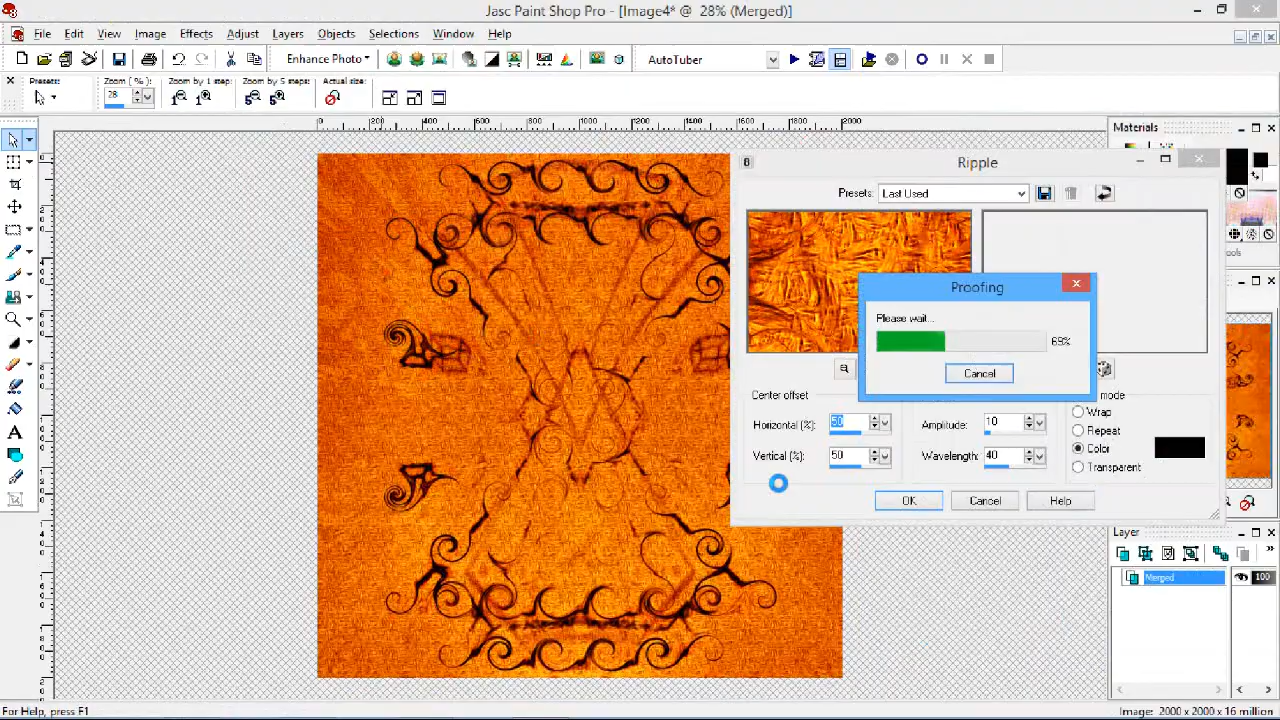 Jasc Paint Shop Pro - [Image4* @ 28% (Merged)]
File Edit View Image Effects Adjust Layers Objects Selections Window Help
Enhance Photo AutoTuber
Presets: Zoom (%): Zoom by 1 step: Zoom by 5 steps: Actual size:
28
0 200 400 600 800 1000 1200 1400 1600 1800 2000
Materials
Ripple
Presets: Last Used
Proofing
Please wait...
69%
Cancel
Center offset mode
Horizontal (%): 50 Amplitude: 10 Wrap
Repeat
Vertical (%): 50 Wavelength: 40 Color
Transparent
OK Cancel Help
Layer
Merged 100
For Help, press F1 Image: 2000 x 2000 x 16 million